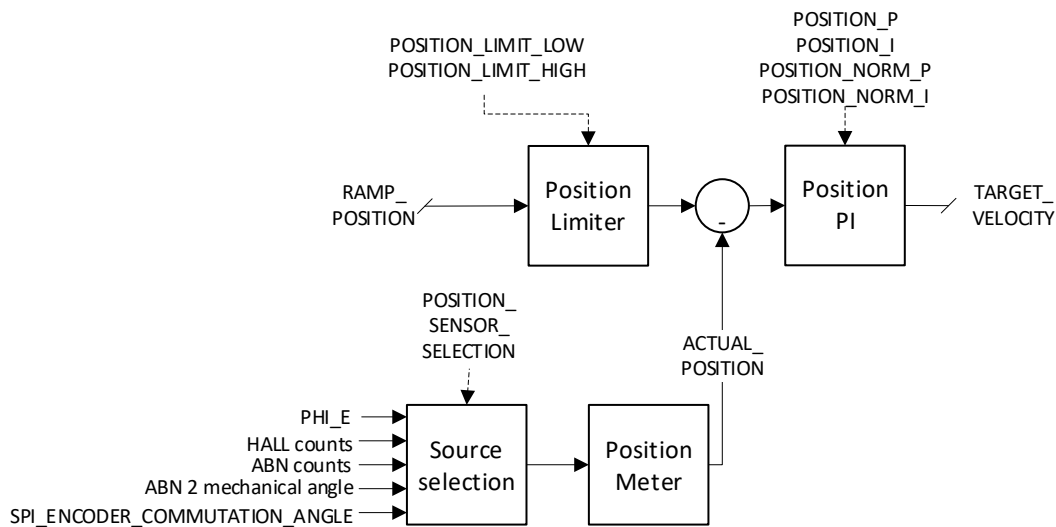 POSITION_LIMIT_LOW
POSITION_LIMIT_HIGH
POSITION_P
POSITION_I
POSITION_NORM_P
POSITION_NORM_I
RAMP_
POSITION
Position
Limiter
-
Position
PI
TARGET_
VELOCITY
POSITION_
SENSOR_
SELECTION
ACTUAL_
POSITION
PHI_E
HALL counts
ABN counts
ABN 2 mechanical angle
SPI_ENCODER_COMMUTATION_ANGLE
Source
selection
Position
Meter